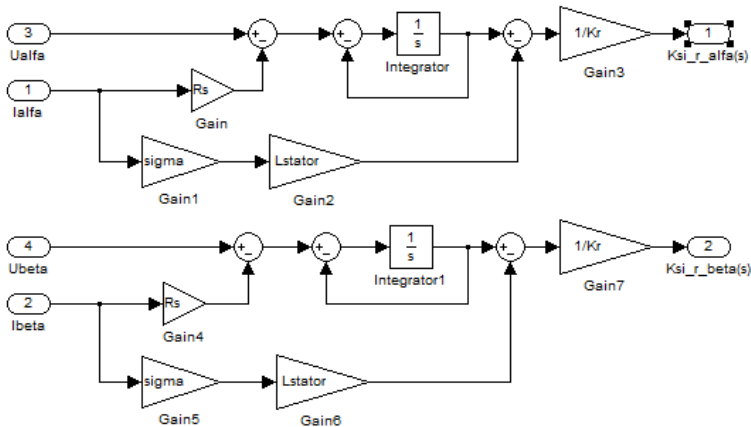 3
Ualfa
+
−
+
−
1
s
Integrator
+
−
1/Kr
Gain3
1
Ksi_r_alfa(s)
1
Ialfa
Rs
Gain
sigma
Gain1
Lstator
Gain2
4
Ubeta
+
−
+
−
1
s
Integrator1
+
−
1/Kr
Gain7
2
Ksi_r_beta(s)
2
Ibeta
Rs
Gain4
sigma
Gain5
Lstator
Gain6